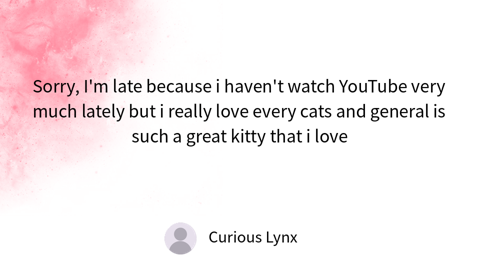 Sorry, I'm late because i haven't watch YouTube very
much lately but i really love every cats and general is
such a great kitty that i love
Curious Lynx